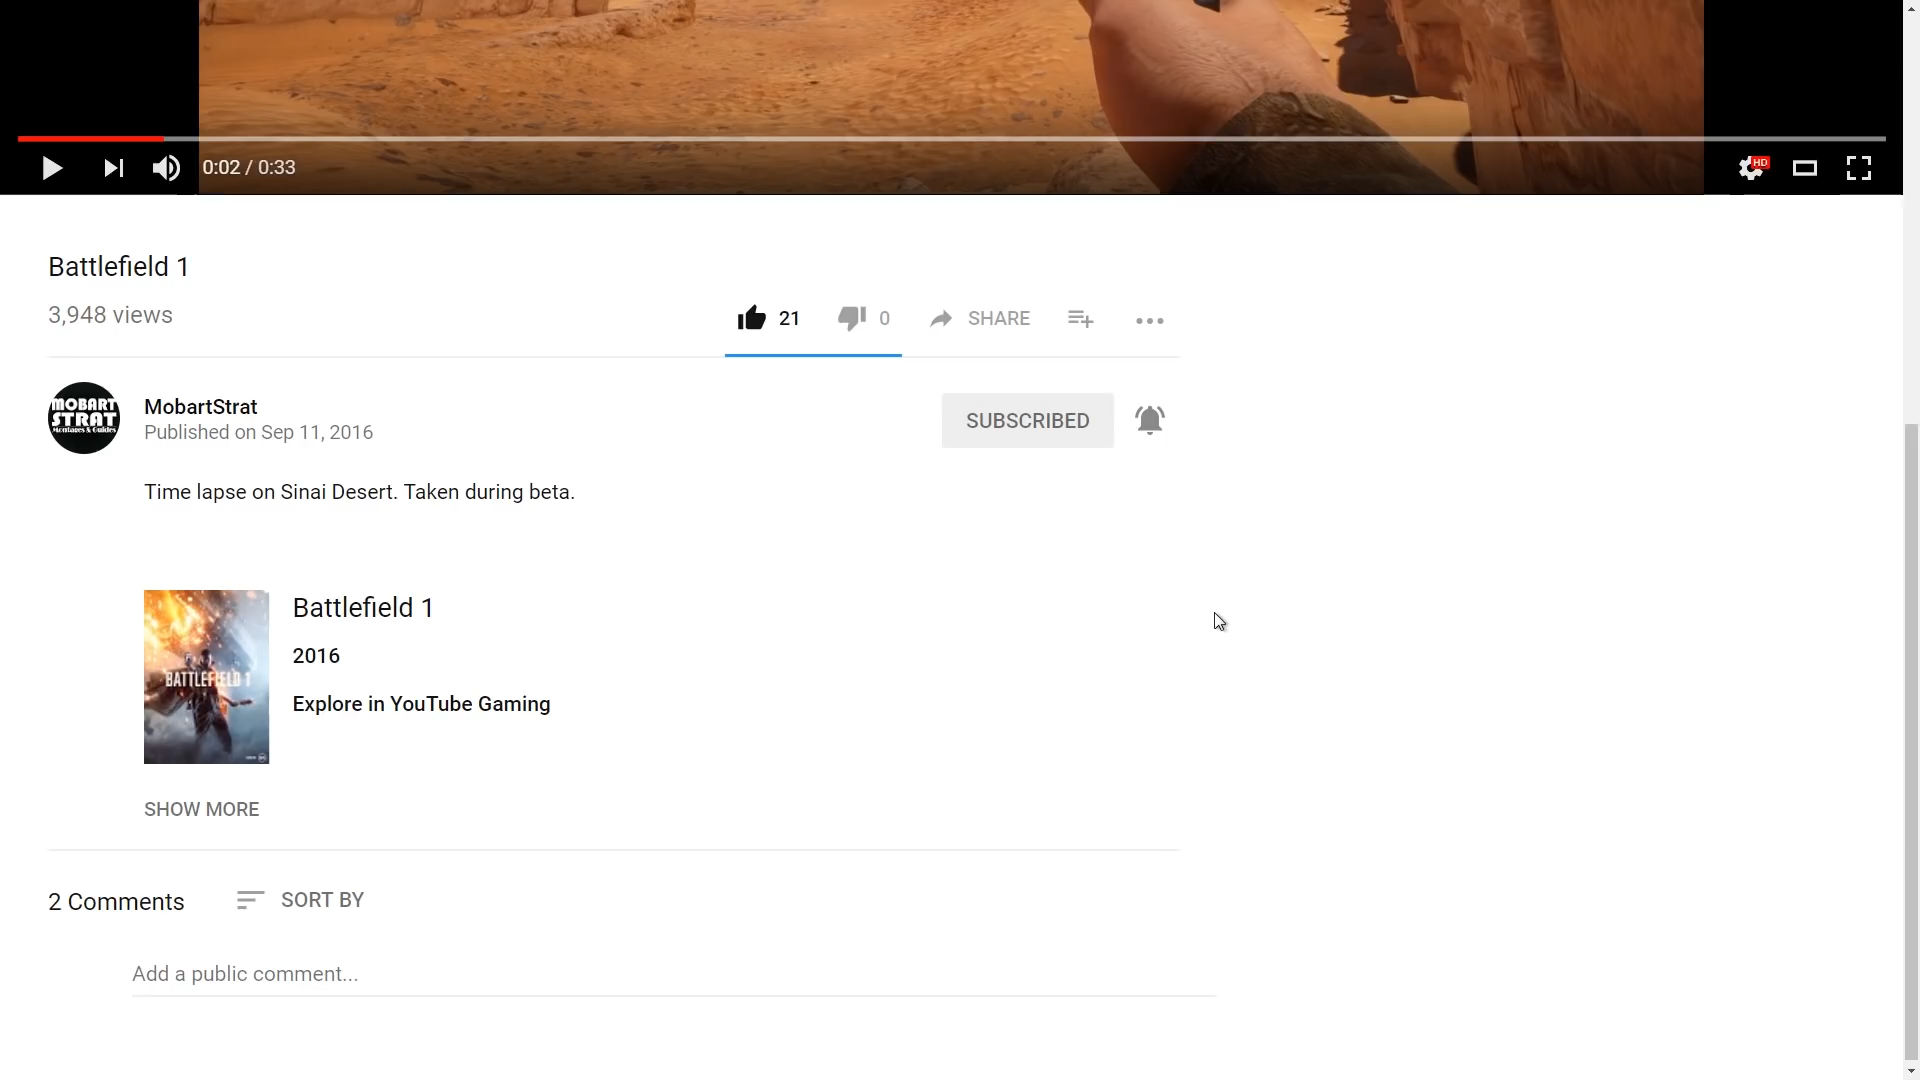 0:02 / 0:33
HD
Battlefield 1
3,948 views
21
0
SHARE
MOBART
STRAT
Montages & Guides
MobartStrat
Published on Sep 11, 2016
SUBSCRIBED
Time lapse on Sinai Desert. Taken during beta.
BATTLEFIELD 1
Battlefield 1
2016
Explore in YouTube Gaming
SHOW MORE
2 Comments
SORT BY
Add a public comment...